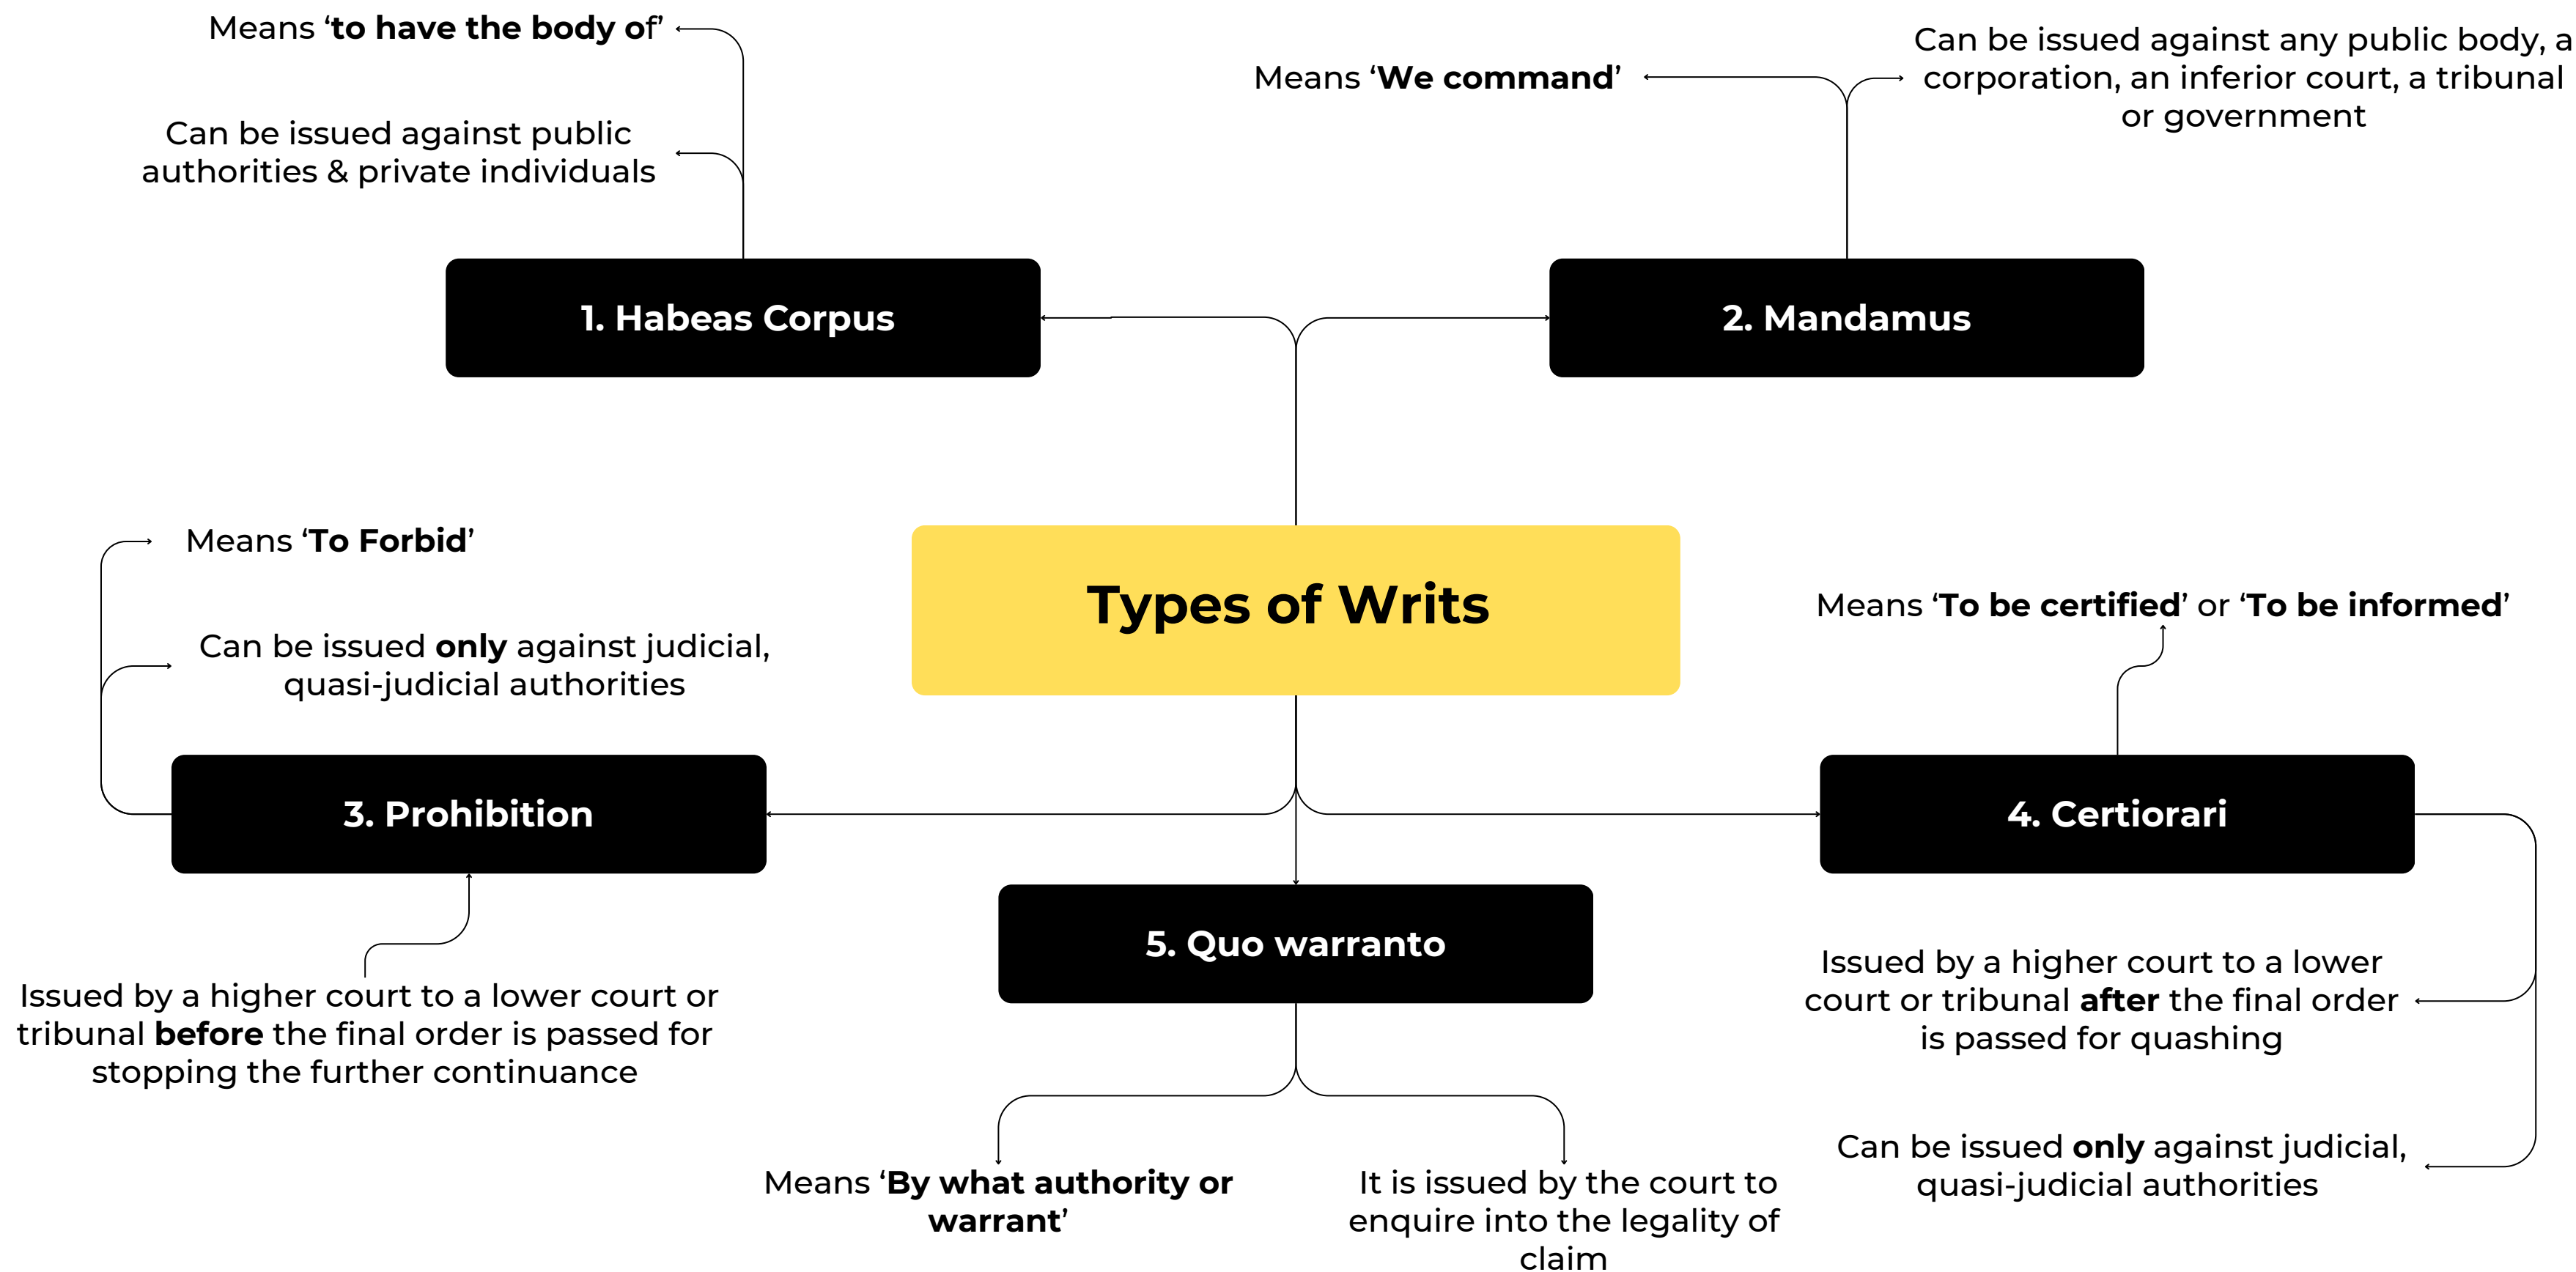 Means ‘to have the body of’
Can be issued against public
authorities & private individuals
1. Habeas Corpus
Means ‘We command’
Can be issued against any public body, a
corporation, an inferior court, a tribunal
or government
2. Mandamus
Types of Writs
Means ‘To Forbid’
Can be issued only against judicial,
quasi-judicial authorities
3. Prohibition
Issued by a higher court to a lower court or
tribunal before the final order is passed for
stopping the further continuance
Means ‘To be certified’ or ‘To be informed’
4. Certiorari
Issued by a higher court to a lower
court or tribunal after the final order
is passed for quashing
Can be issued only against judicial,
quasi-judicial authorities
5. Quo warranto
Means ‘By what authority or
warrant’
It is issued by the court to
enquire into the legality of
claim